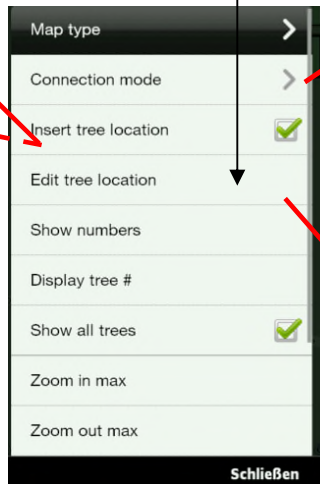 Map type
Connection mode
Insert tree location
Edit tree location
Show numbers
Display tree #
Show all trees
Zoom in max
Zoom out max
Schließen